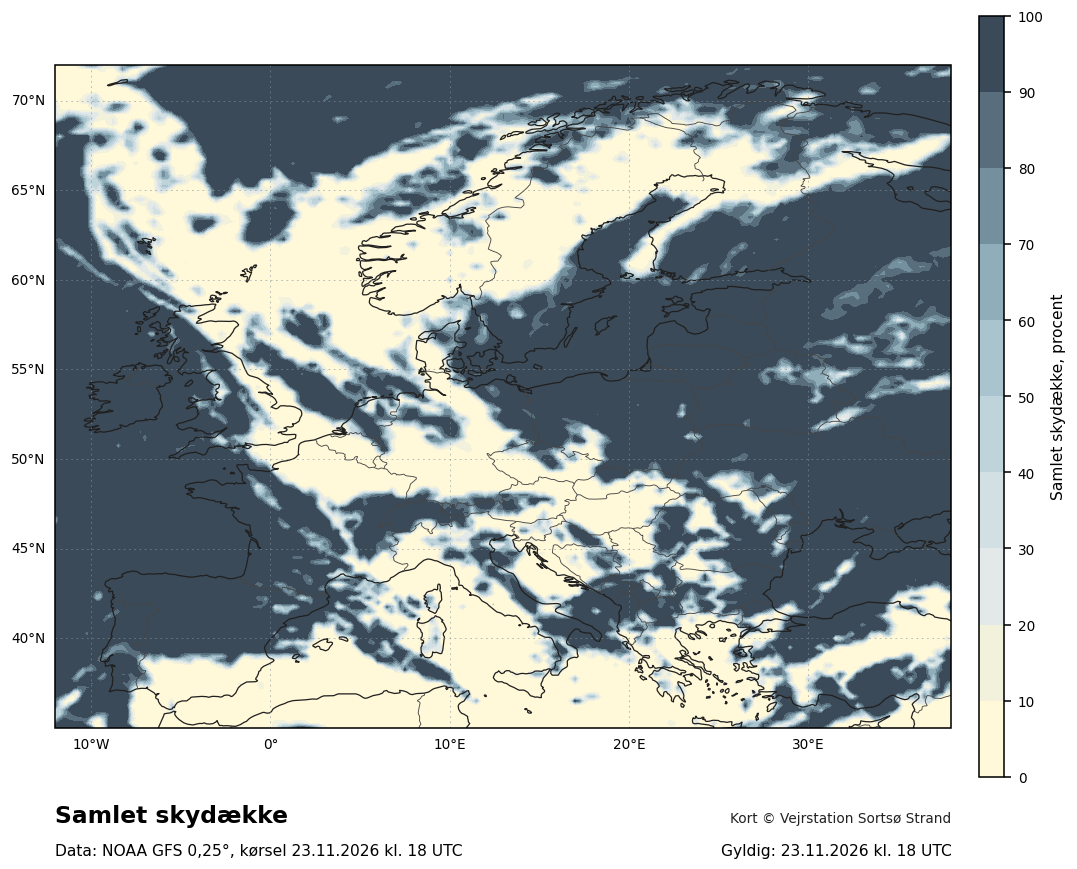 100
90
80
70
60
50
40
30
20
10
0
Samlet skydække, procent
70°N
65°N
60°N
55°N
50°N
45°N
40°N
10°W 0° 10°E 20°E 30°E
Samlet skydække
Kort © Vejrstation Sortsø Strand
Data: NOAA GFS 0,25°, kørsel 23.11.2026 kl. 18 UTC
Gyldig: 23.11.2026 kl. 18 UTC